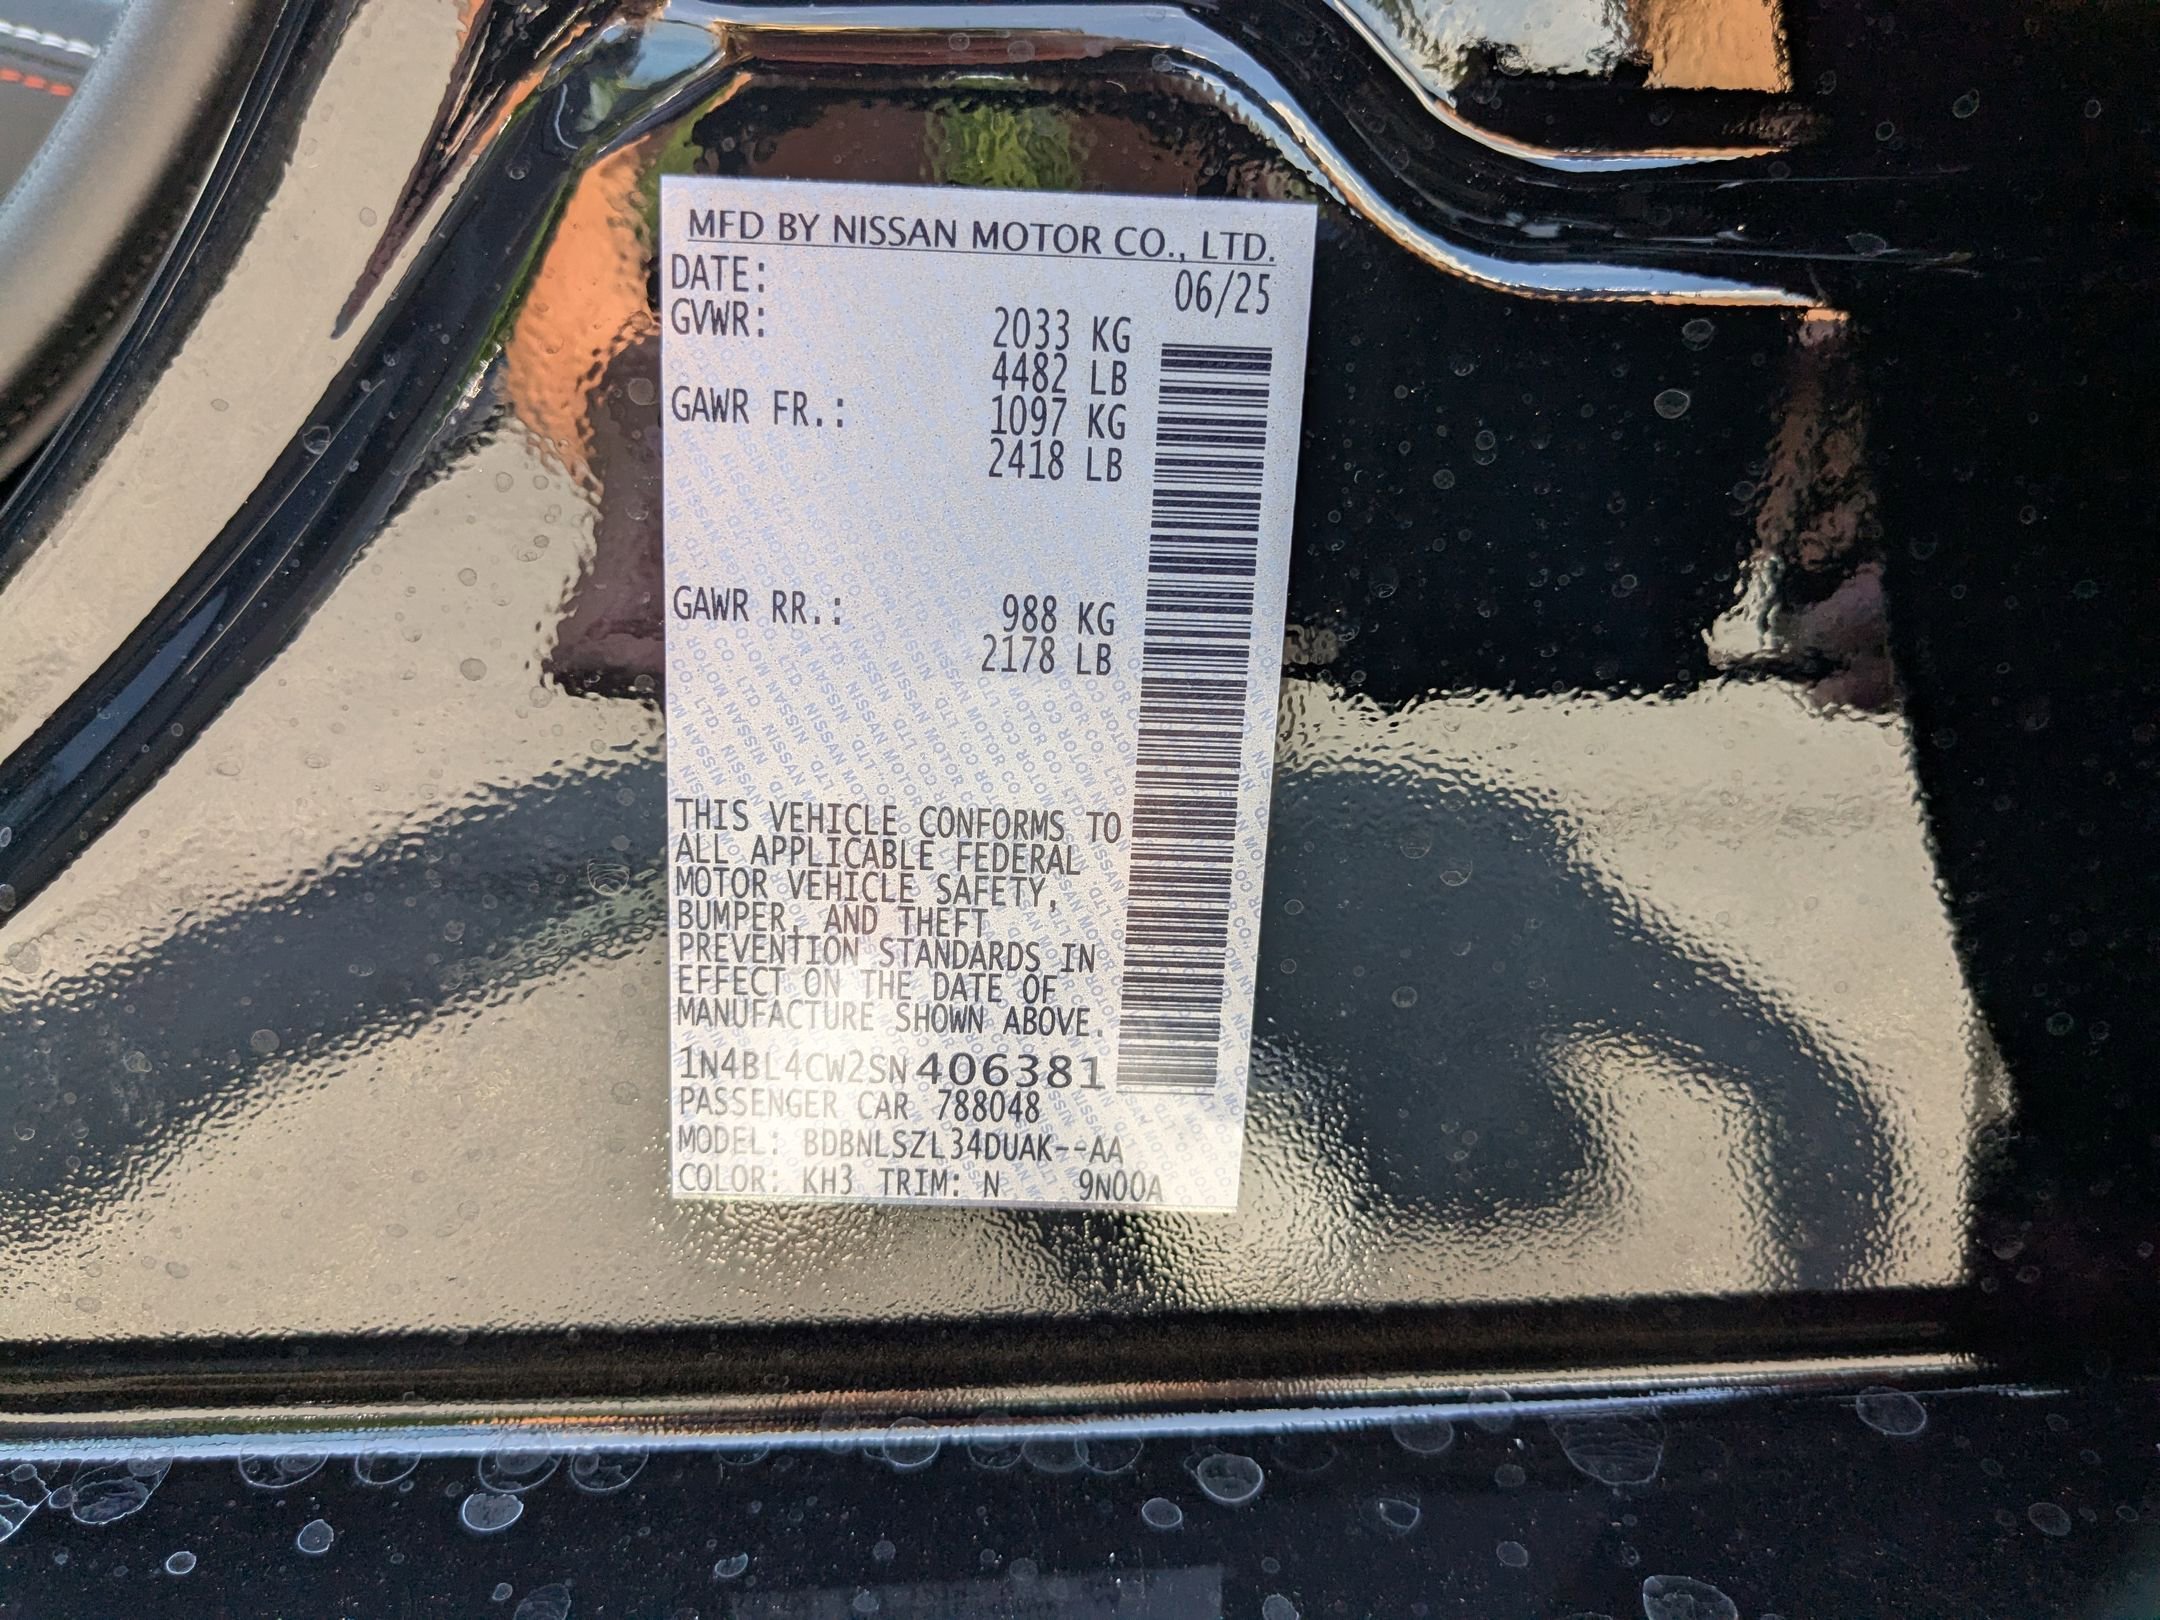 MFD BY NISSAN MOTOR CO., LTD.
DATE: 06/25
GVWR: 2033 KG
4482 LB
GAWR FR.: 1097 KG
2418 LB
GAWR RR.: 988 KG
2178 LB
THIS VEHICLE CONFORMS TO
ALL APPLICABLE FEDERAL
MOTOR VEHICLE SAFETY,
BUMPER, AND THEFT
PREVENTION STANDARDS IN
EFFECT ON THE DATE OF
MANUFACTURE SHOWN ABOVE.
1N4BL4CW2SN406381
PASSENGER CAR 788048
MODEL: BDBNLSZL34DUAK--AA
COLOR: KH3 TRIM: N 9N00A